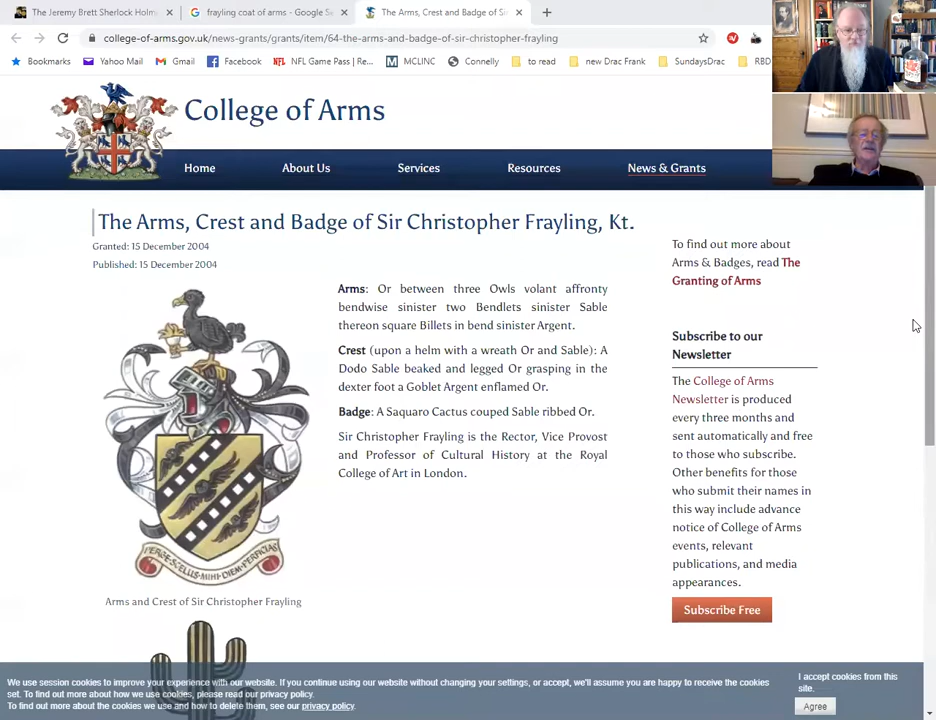 The Jeremy Brett Sherlock Holm
frayling coat of arms - Google Se
The Arms, Crest and Badge of Si
college-of-arms.gov.uk/news-grants/grants/item/64-the-arms-and-badge-of-sir-christopher-frayling
Bookmarks Yahoo Mail Gmail Facebook NFL Game Pass | Re... MCLINC Connelly to read new Drac Frank SundaysDrac RBD
College of Arms
Home About Us Services Resources News & Grants
The Arms, Crest and Badge of Sir Christopher Frayling, Kt.
Granted: 15 December 2004
Published: 15 December 2004
Arms: Or between three Owls volant affronty
bendwise sinister two Bendlets sinister Sable
thereon square Billets in bend sinister Argent.
Crest (upon a helm with a wreath Or and Sable): A
Dodo Sable beaked and legged Or grasping in the
dexter foot a Goblet Argent enflamed Or.
Badge: A Saquaro Cactus couped Sable ribbed Or.
Sir Christopher Frayling is the Rector, Vice Provost
and Professor of Cultural History at the Royal
College of Art in London.
PERGE SCELUS MIHI DIEM PERFICIAS
Arms and Crest of Sir Christopher Frayling
To find out more about
Arms & Badges, read The
Granting of Arms
Subscribe to our
Newsletter
The College of Arms
Newsletter is produced
every three months and
sent automatically and free
to those who subscribe.
Other benefits for those
who submit their names in
this way include advance
notice of College of Arms
events, relevant
publications, and media
appearances.
Subscribe Free
We use session cookies to improve your experience with our website. If you continue using our website without changing your settings, or accept, we'll assume you are happy to receive the cookies
set. To find out more about how we use cookies, please read our privacy policy.
To find out more about the cookies we use and how to delete them, see our privacy policy.
I accept cookies from this
site.
Agree